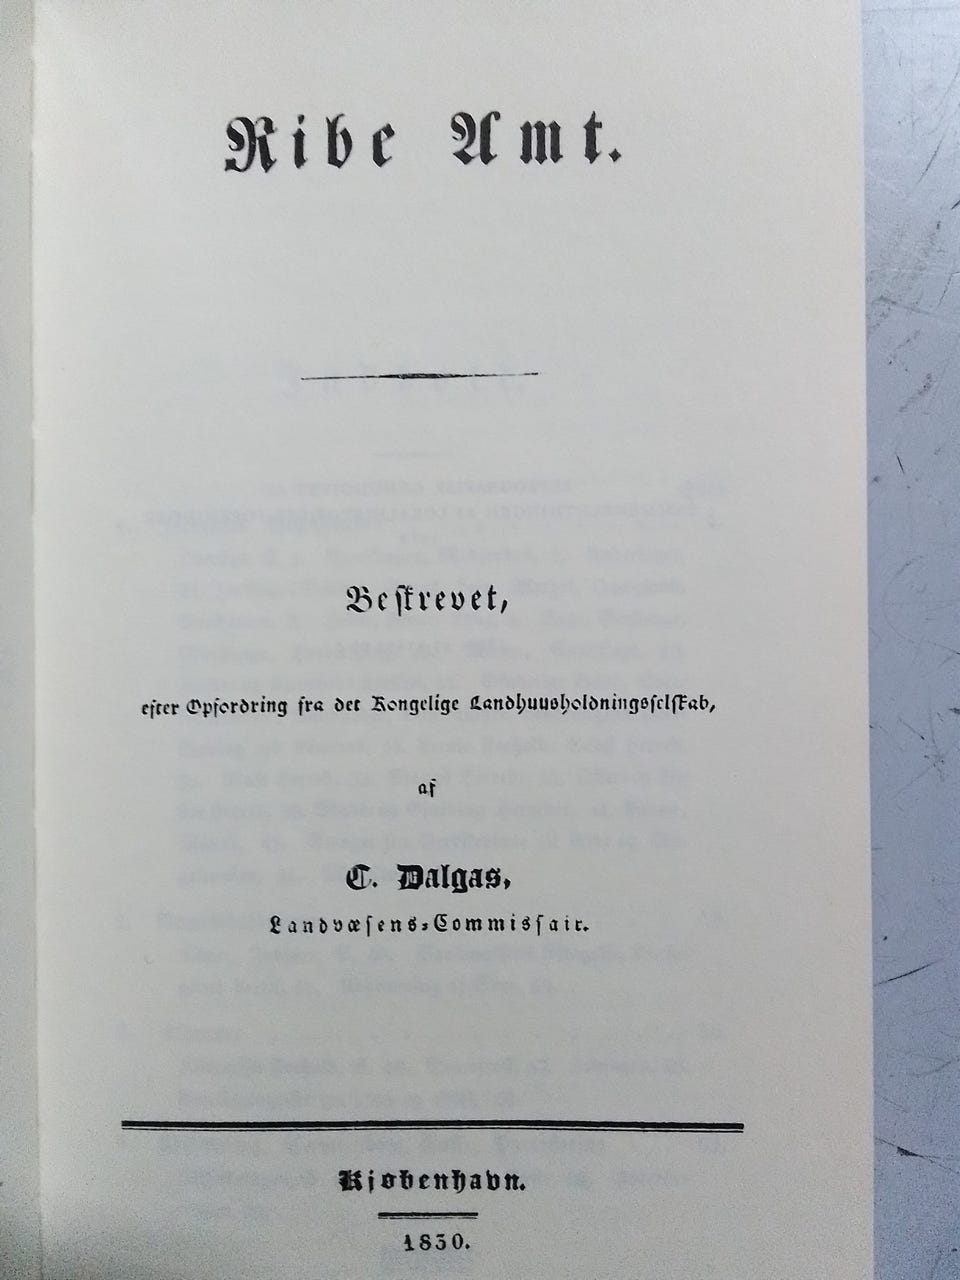 Ribe Amt.
Beskrevet,
efter Opfordring fra det Kongelige Landhuusholdningsselskab,
af
C. Dalgas,
Landvæsens-Commissair.
Kjøbenhavn.
1830.